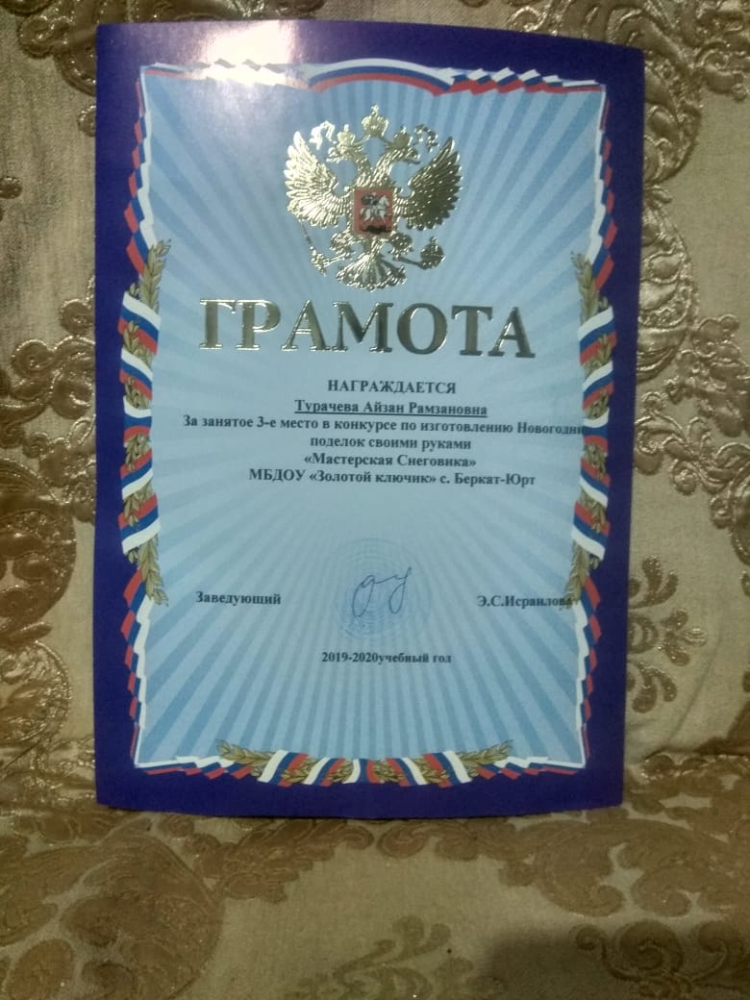 ГРАМОТА
НАГРАЖДАЕТСЯ
Турачева Айзан Рамзановна
За занятое 3-е место в конкурсе по изготовлению Новогодни
поделок своими руками
«Мастерская Снеговика»
МБДОУ «Золотой ключик» с. Беркат-Юрт
Заведующий Э.С.Исраилова
2019-2020учебный год